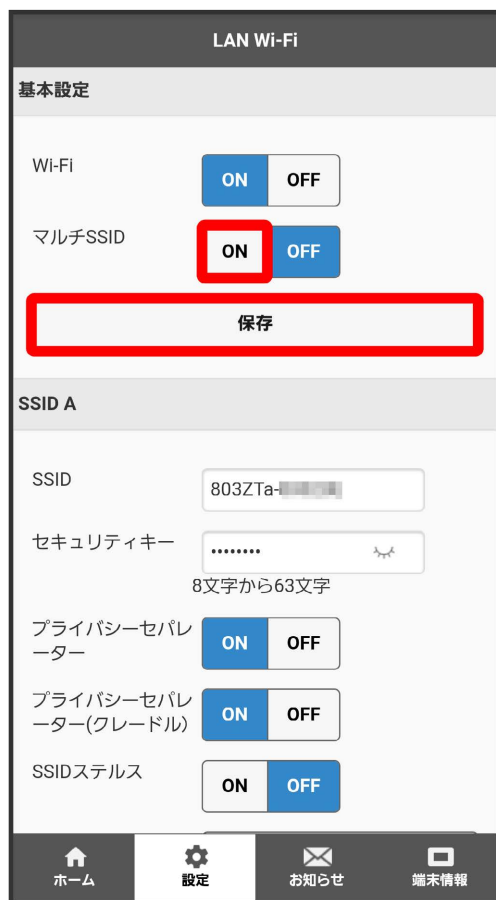 LAN Wi-Fi
基本設定
Wi-Fi
ON OFF
マルチSSID
ON OFF
保存
SSID A
SSID
803ZTa-
セキュリティキー
••••••••
8文字から63文字
プライバシーセパレ
ーター
ON OFF
プライバシーセパレ
ーター(クレードル)
ON OFF
SSIDステルス
ON OFF
ホーム
設定
お知らせ
端末情報